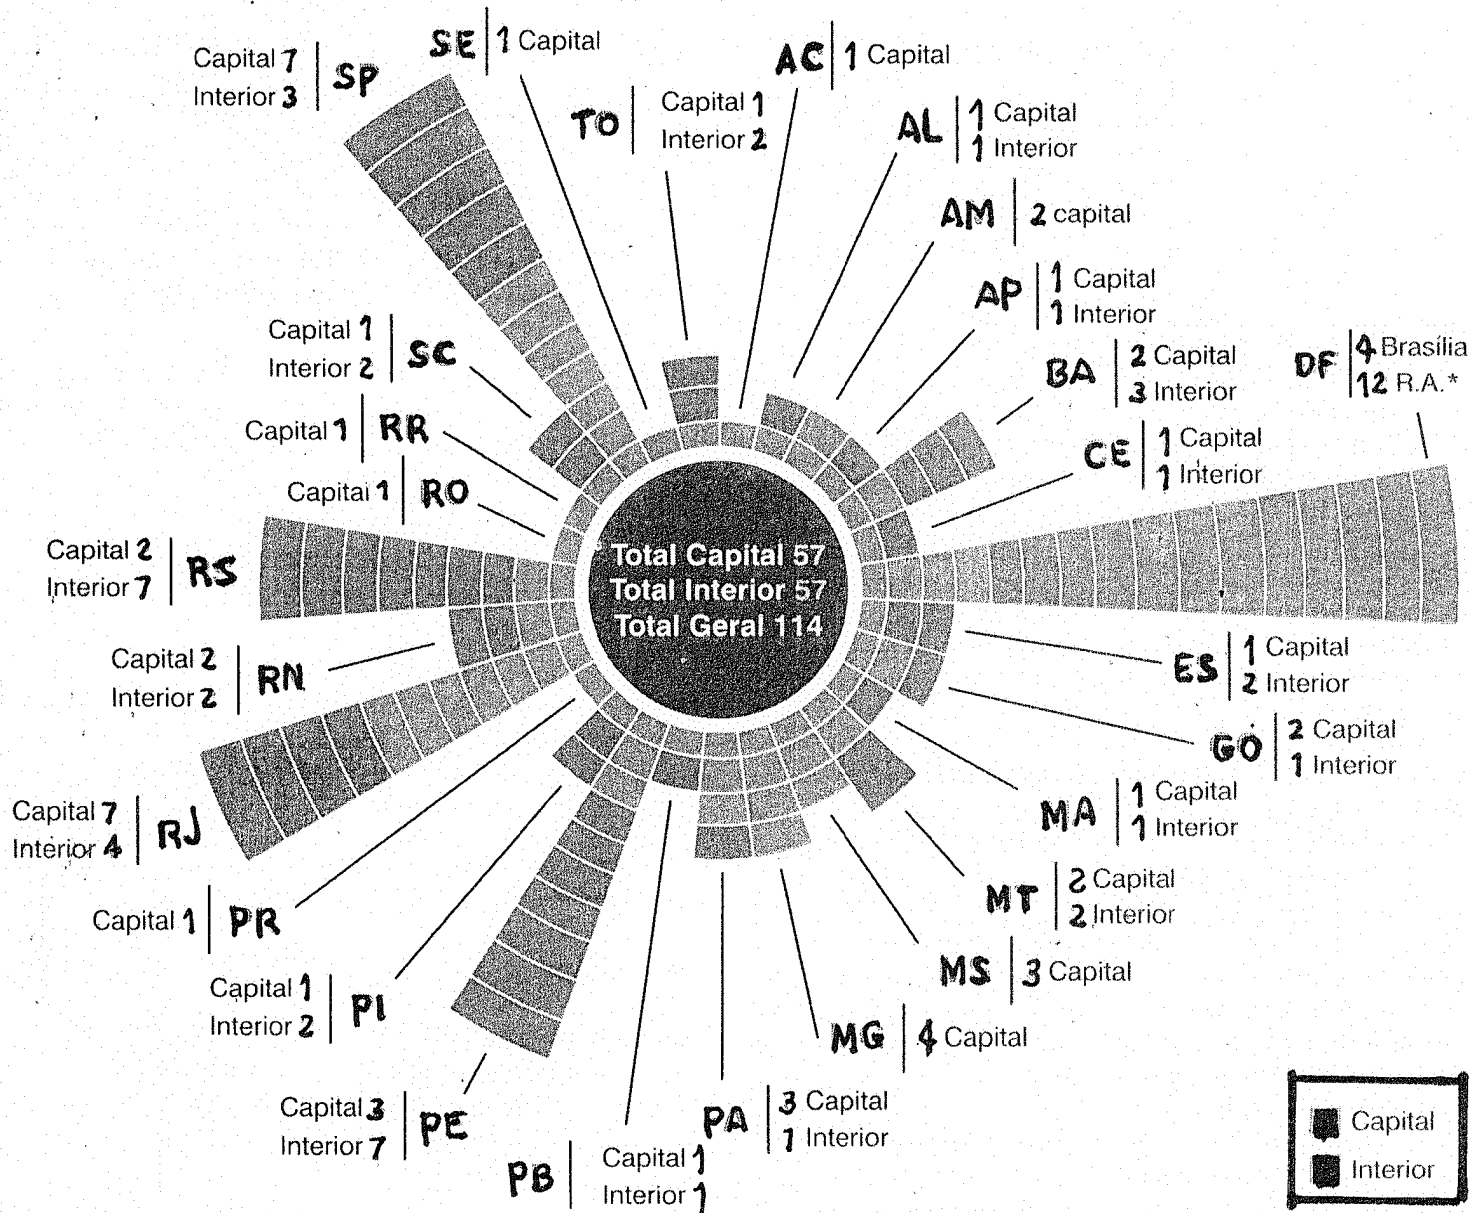 SE
1 Capital
Capital 7
Interior 3
SP
TO
Capital 1
Interior 2
AC
1 Capital
AL
1 Capital
1 Interior
AM
2 capital
AP
1 Capital
1 Interior
BA
2 Capital
3 Interior
DF
4 Brasília
12 R.A.*
CE
1 Capital
1 Interior
Capital 1
Interior 2
SC
Capital 1
RR
Capital 1
RO
Capital 2
Interior 7
RS
Total Capital 57
Total Interior 57
Total Geral 114
Capital 2
Interior 2
RN
ES
1 Capital
2 Interior
GO
2 Capital
1 Interior
Capital 7
Interior 4
RJ
MA
1 Capital
1 Interior
MT
2 Capital
2 Interior
Capital 1
PR
MS
3 Capital
Capital 1
Interior 2
PI
MG
4 Capital
Capital 3
Interior 7
PE
PA
3 Capital
1 Interior
PB
Capital 1
Interior 1
Capital
Interior